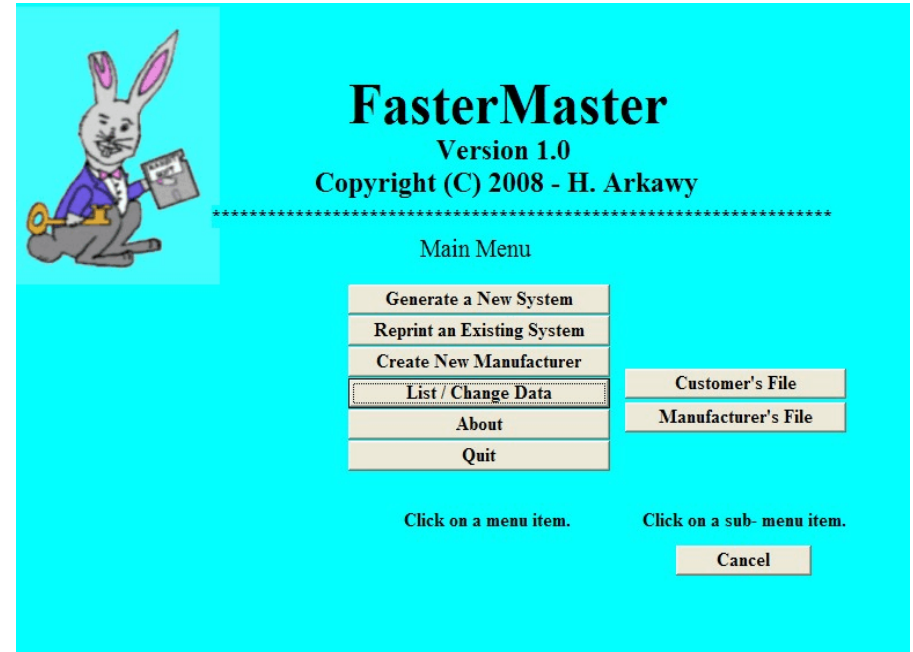 FasterMaster
Version 1.0
Copyright (C) 2008 - H. Arkawy
*******************************************************************
Main Menu
Generate a New System
Reprint an Existing System
Create New Manufacturer
List / Change Data
About
Quit
Customer's File
Manufacturer's File
Click on a menu item.
Click on a sub- menu item.
Cancel